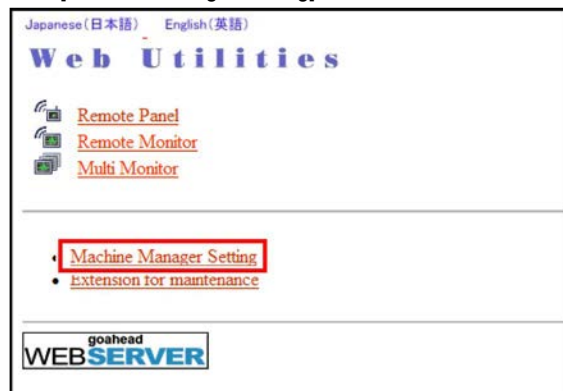 Japanese(日本語) English(英語)
Web Utilities
Remote Panel
Remote Monitor
Multi Monitor
Machine Manager Setting
Extension for maintenance
goahead
WEBSERVER